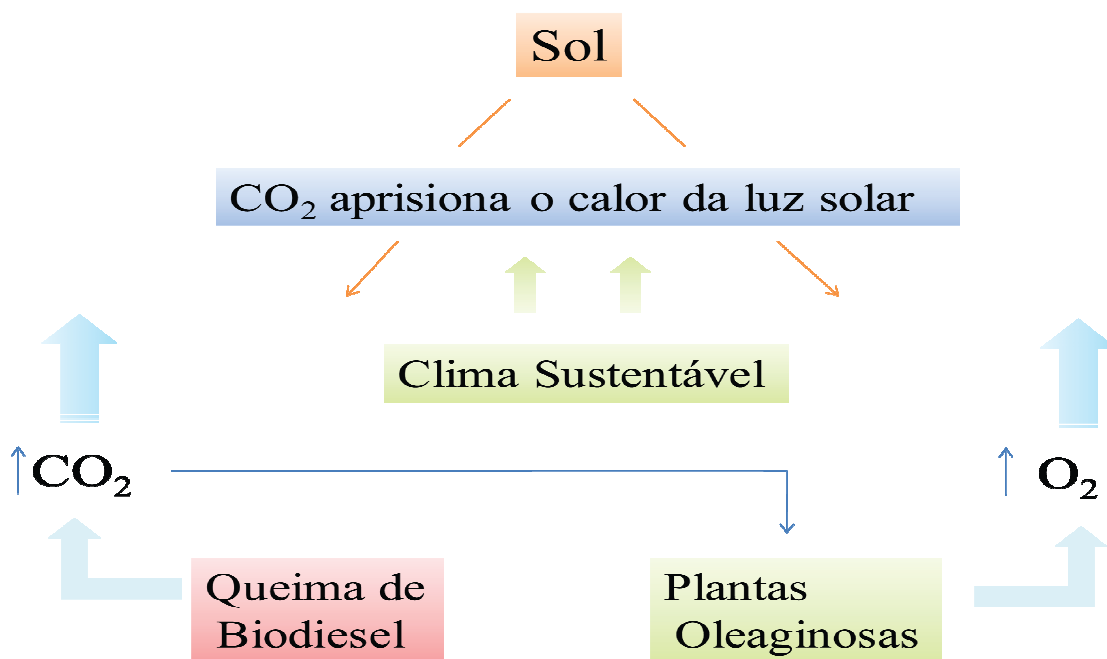 Sol
CO₂ aprisiona o calor da luz solar
Clima Sustentável
CO₂
O₂
Queima de
Biodiesel
Plantas
Oleaginosas